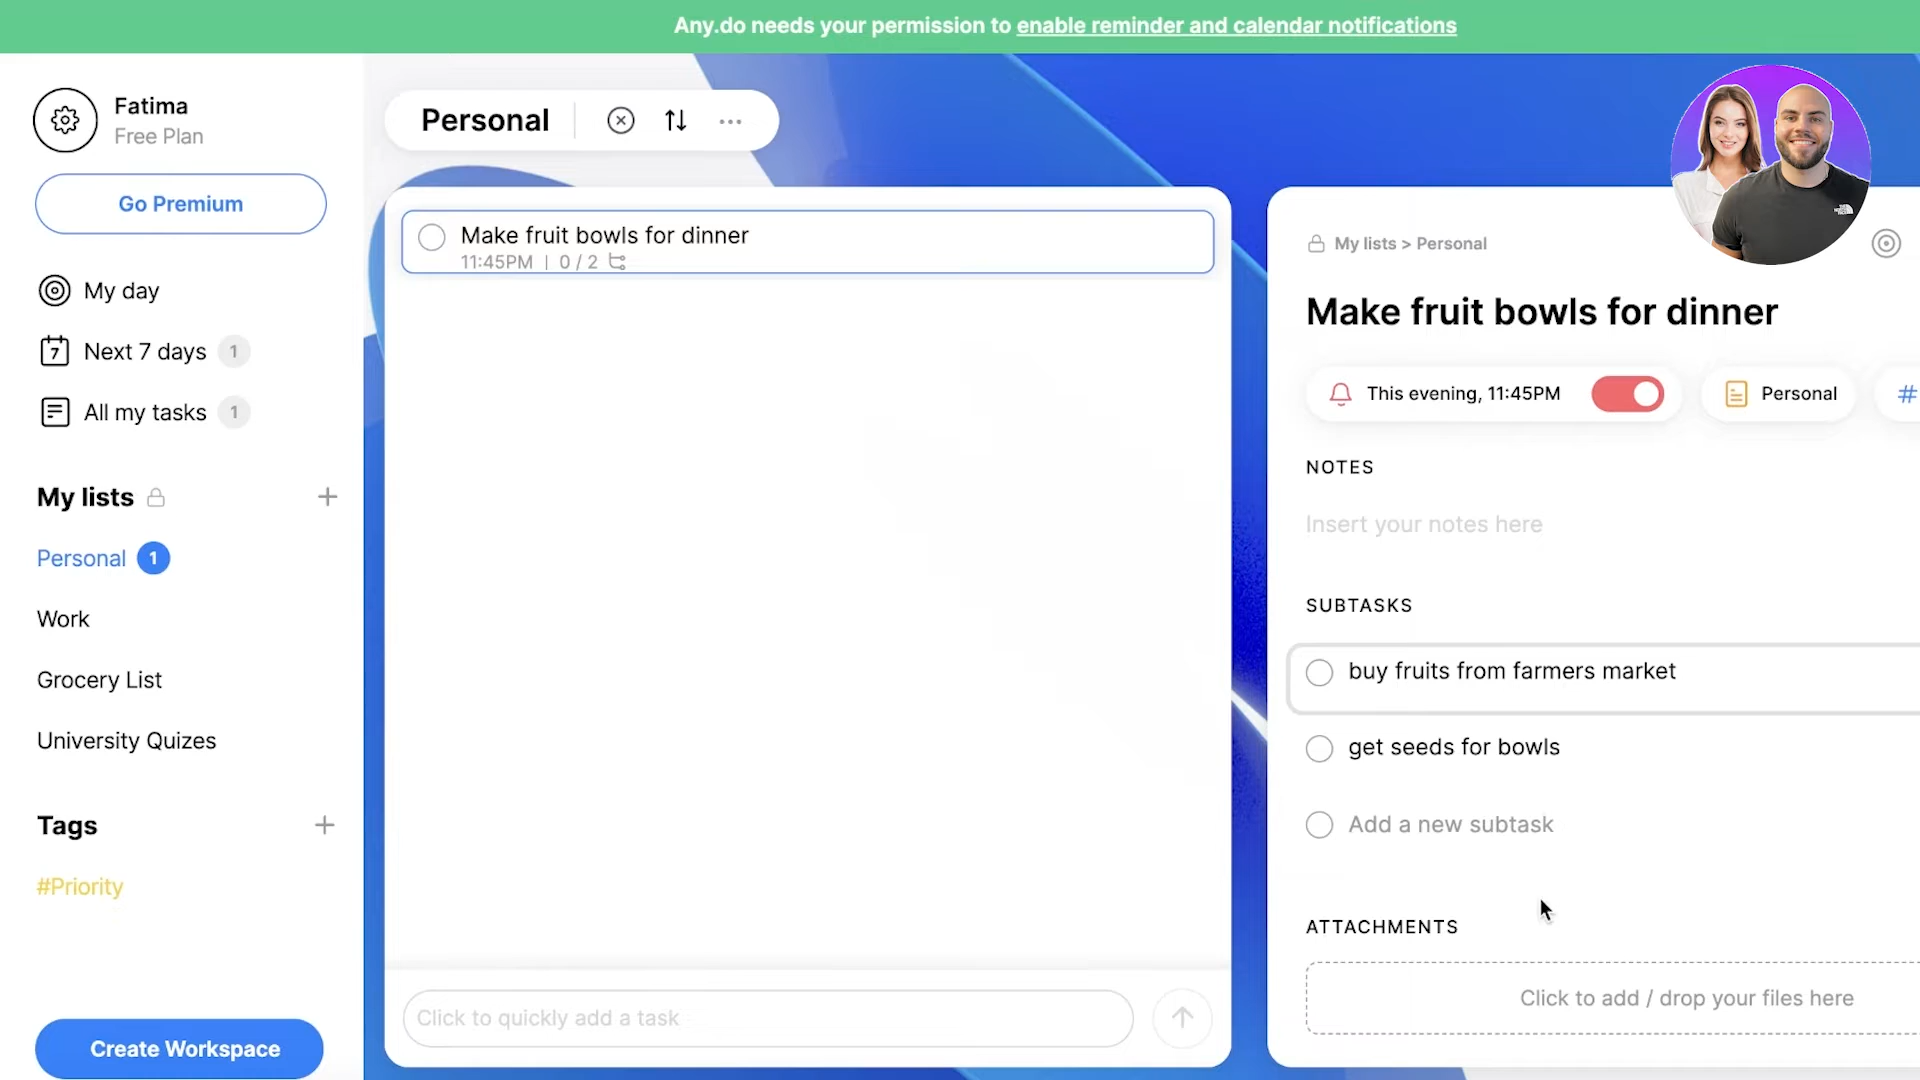 Any.do needs your permission to enable reminder and calendar notifications
Fatima
Free Plan
Go Premium
My day
7 Next 7 days 1
All my tasks 1
My lists
Personal 1
Work
Grocery List
University Quizes
Tags
#Priority
Create Workspace
Personal
Make fruit bowls for dinner
11:45PM | 0 / 2
Click to quickly add a task
My lists > Personal
Make fruit bowls for dinner
This evening, 11:45PM
Personal
#
NOTES
Insert your notes here
SUBTASKS
buy fruits from farmers market
get seeds for bowls
Add a new subtask
ATTACHMENTS
Click to add / drop your files here